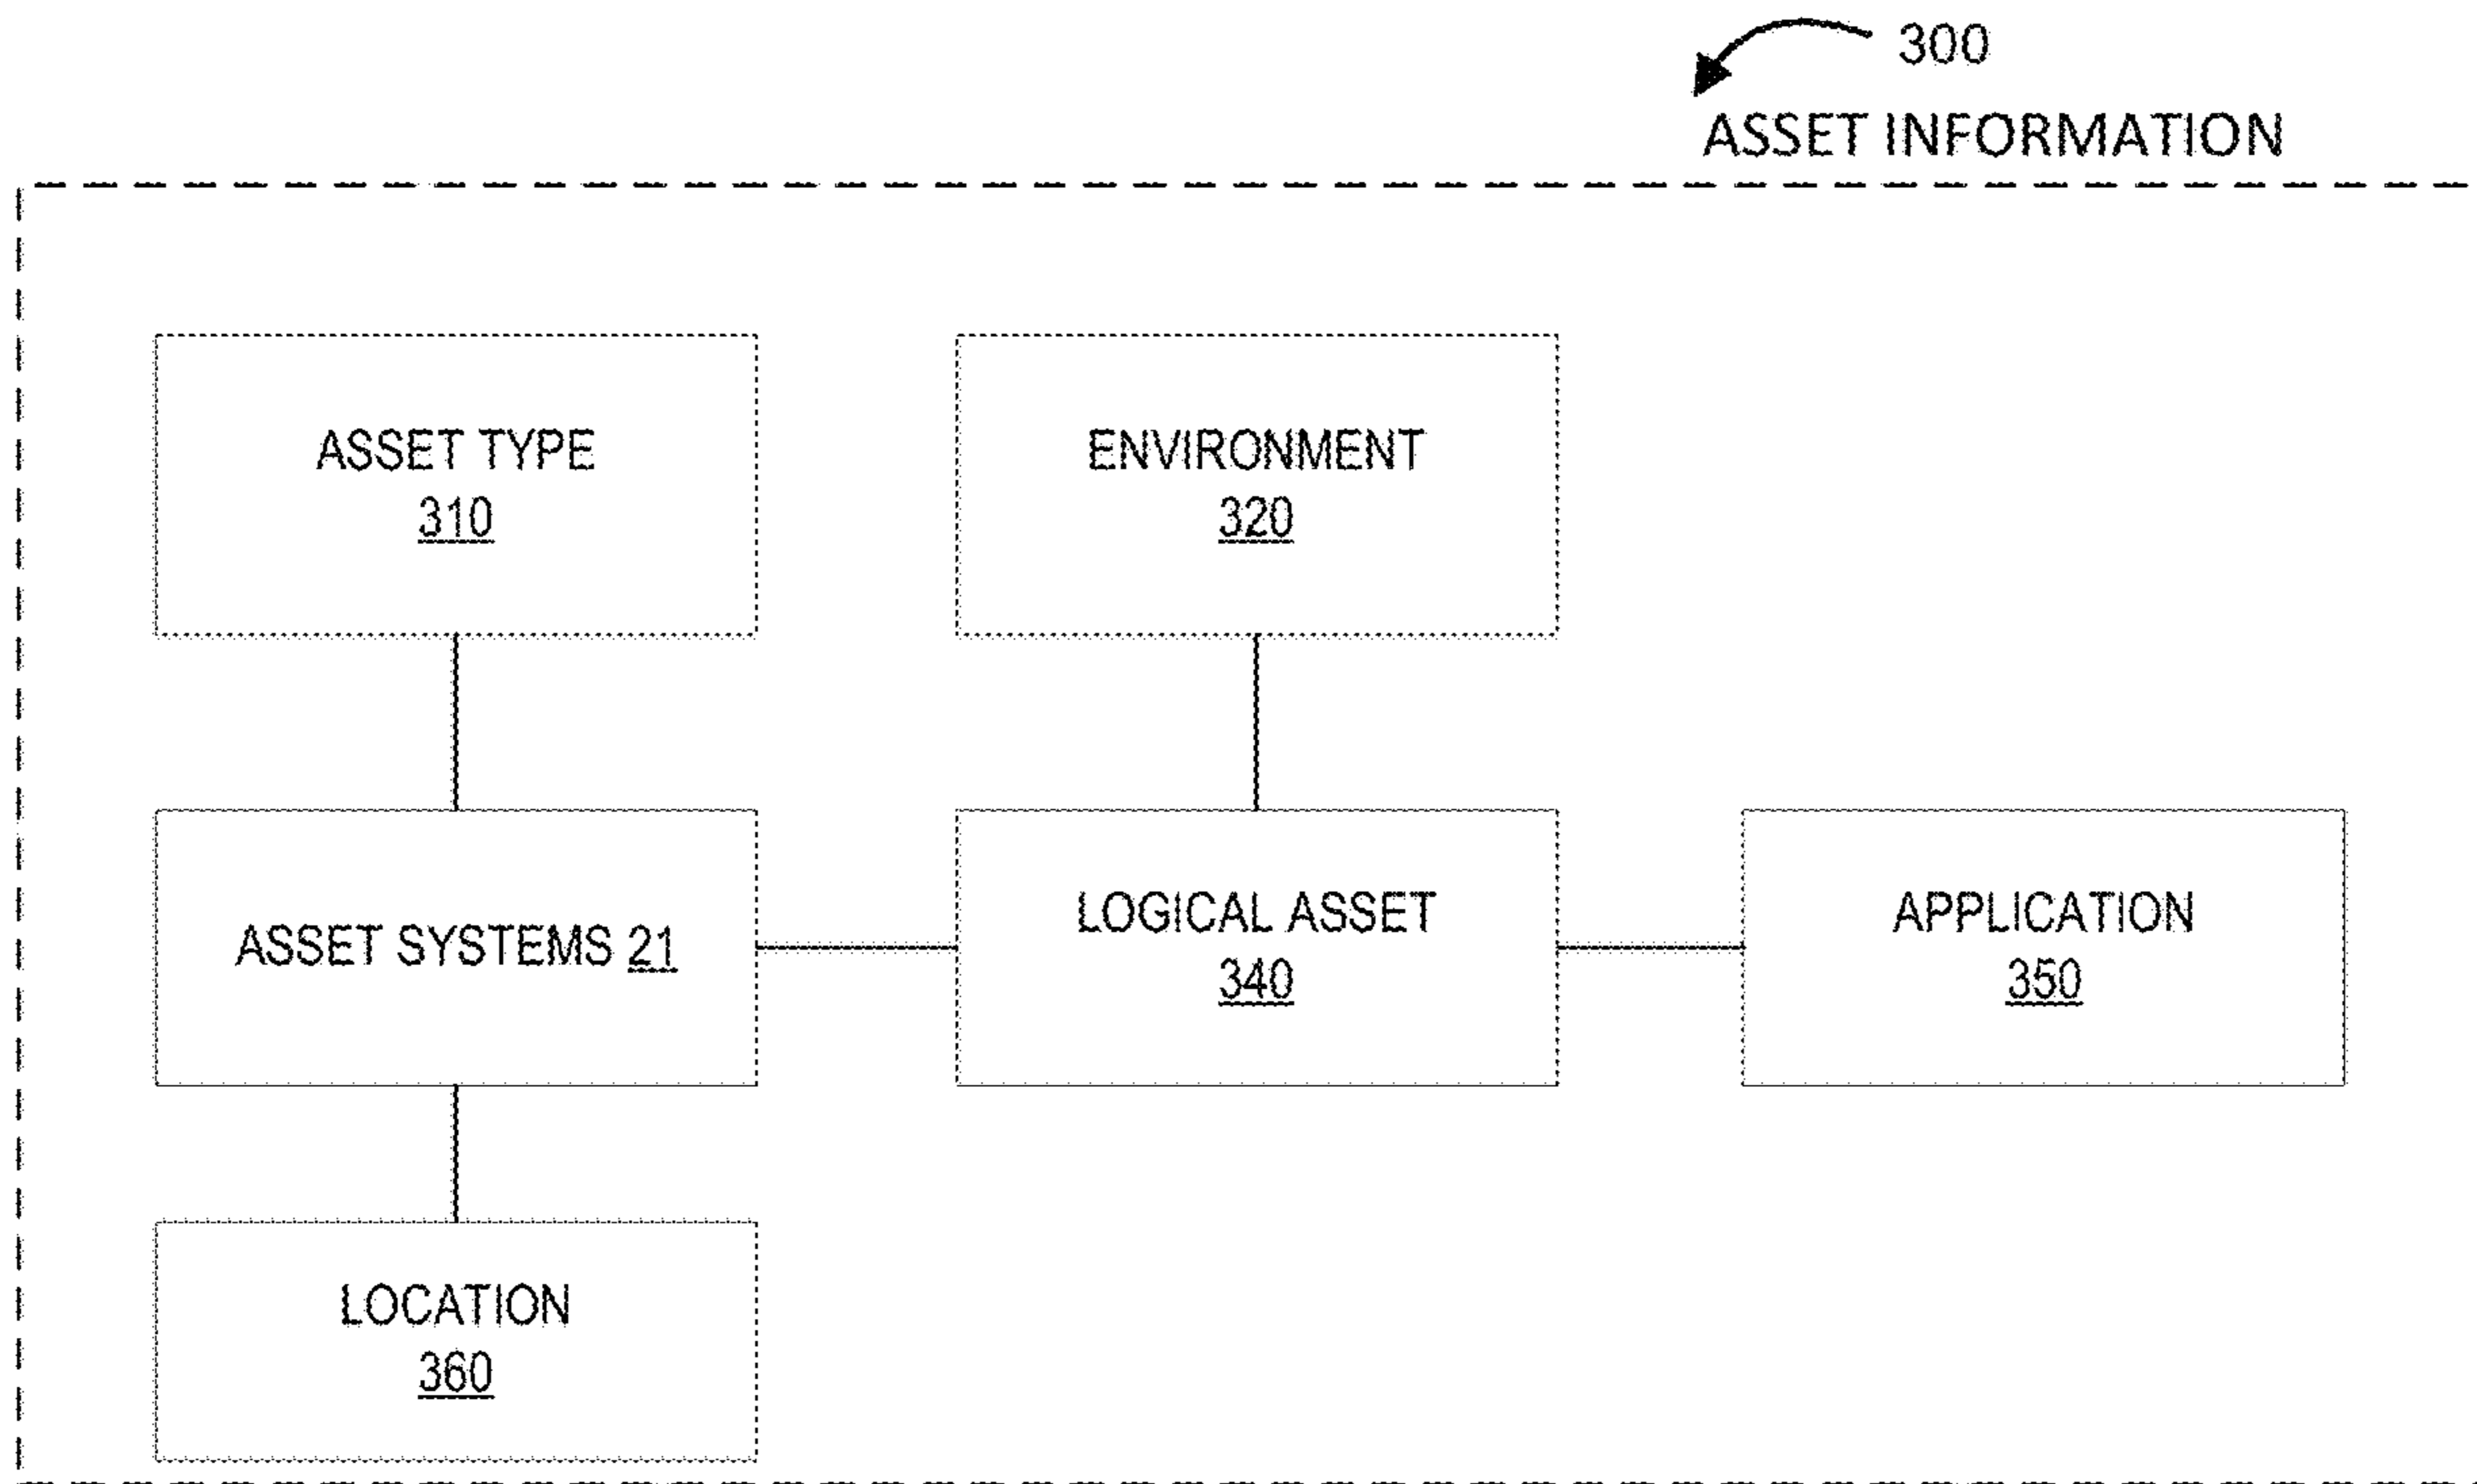 300
ASSET INFORMATION
ASSET TYPE
310
ENVIRONMENT
320
ASSET SYSTEMS 21
LOGICAL ASSET
340
APPLICATION
350
LOCATION
360